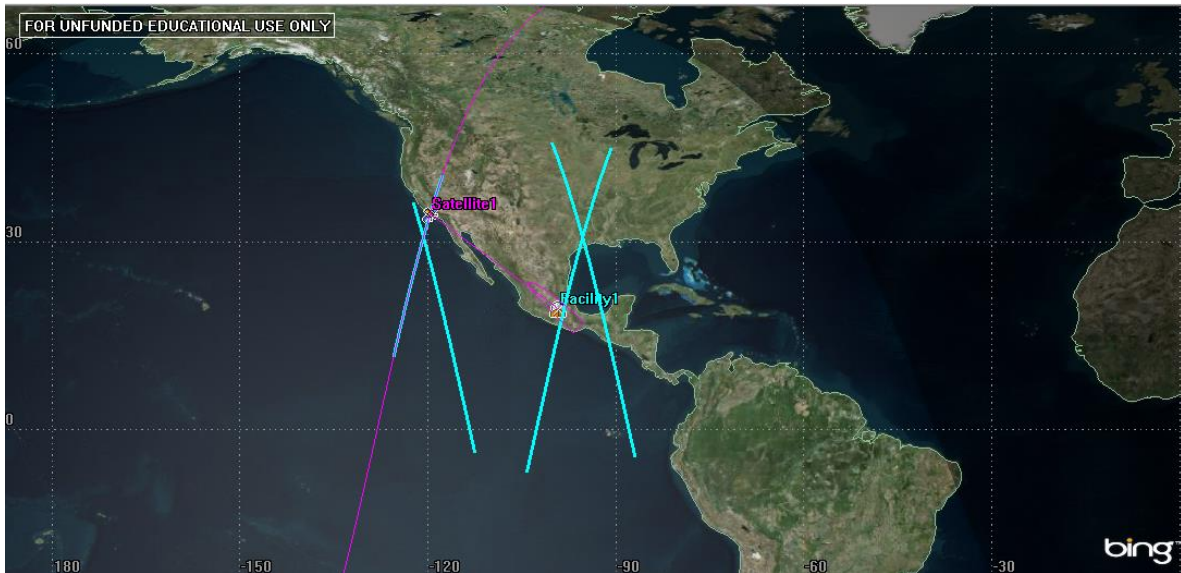 FOR UNFUNDED EDUCATIONAL USE ONLY
60
Satellite1
30
Facility1
0
-180
-150
-120
-90
-60
-30
bing